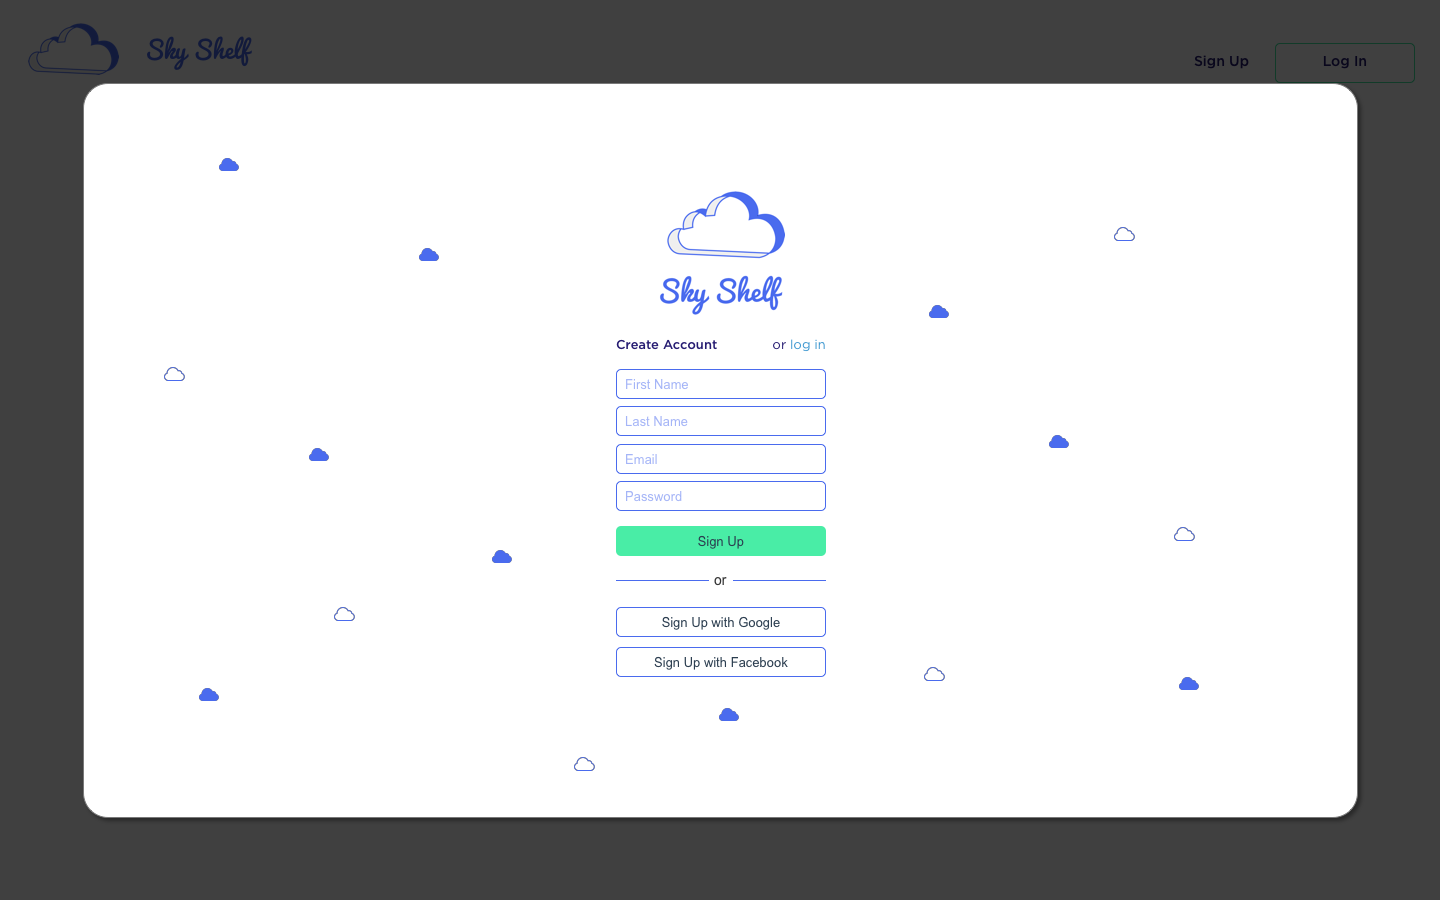 Sky Shelf
Sign Up
Log In
Sky Shelf
Create Account or log in
First Name
Last Name
Email
Password
Sign Up
or
Sign Up with Google
Sign Up with Facebook